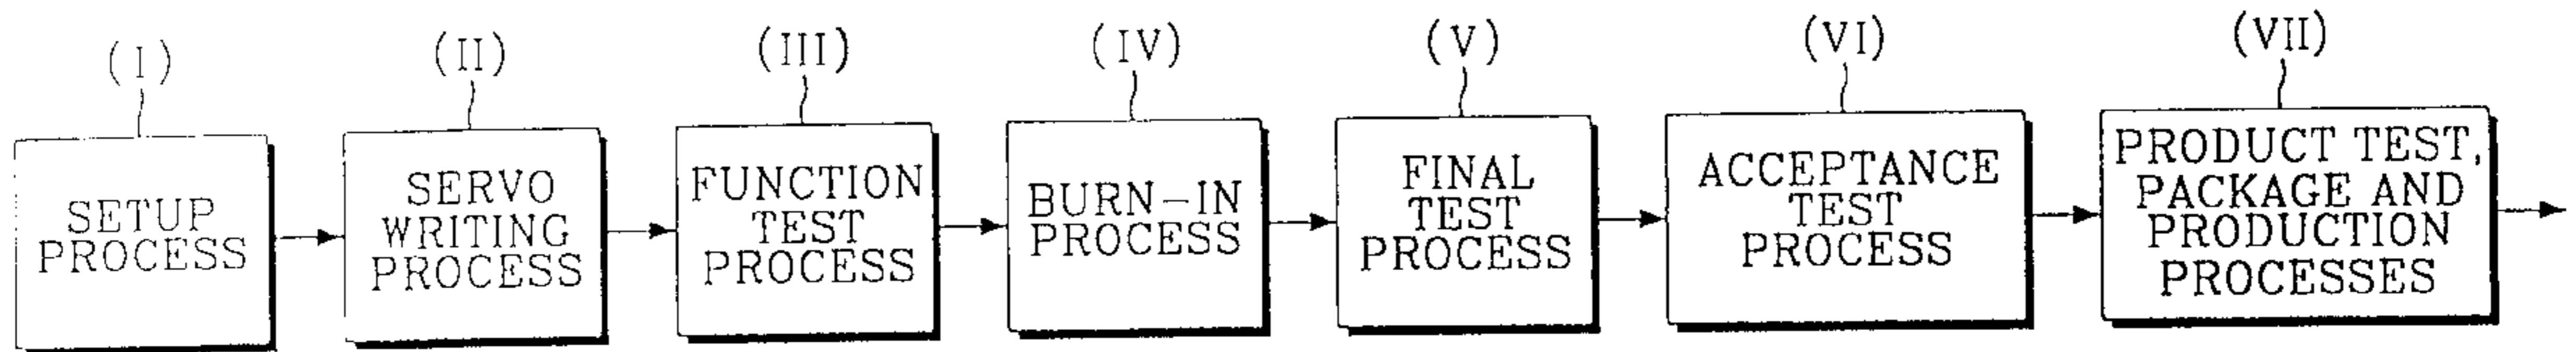 (I)
(II)
(III)
(IV)
(V)
(VI)
(VII)
SETUP
PROCESS
SERVO
WRITING
PROCESS
FUNCTION
TEST
PROCESS
BURN-IN
PROCESS
FINAL
TEST
PROCESS
ACCEPTANCE
TEST
PROCESS
PRODUCT TEST,
PACKAGE AND
PRODUCTION
PROCESSES